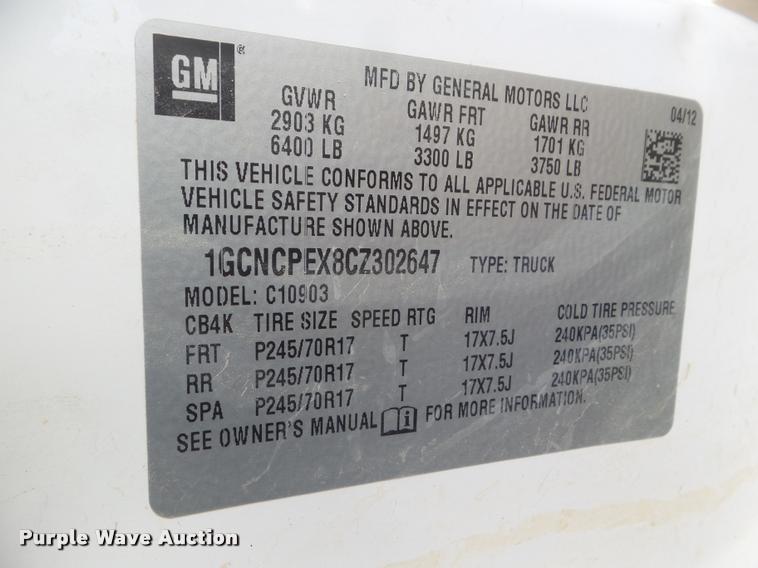 GM ®
MFD BY GENERAL MOTORS LLC
04/12
GVWR GAWR FRT GAWR RR
2903 KG 1497 KG 1701 KG
6400 LB 3300 LB 3750 LB
THIS VEHICLE CONFORMS TO ALL APPLICABLE U.S. FEDERAL MOTOR
VEHICLE SAFETY STANDARDS IN EFFECT ON THE DATE OF
MANUFACTURE SHOWN ABOVE.
1GCNCPEX8CZ302647 TYPE: TRUCK
MODEL: C10903
CB4K TIRE SIZE SPEED RTG RIM COLD TIRE PRESSURE
FRT P245/70R17 T 17X7.5J 240KPA(35PSI)
RR P245/70R17 T 17X7.5J 240KPA(35PSI)
SPA P245/70R17 T 17X7.5J 240KPA(35PSI)
SEE OWNER'S MANUAL i FOR MORE INFORMATION.
Purple Wave Auction